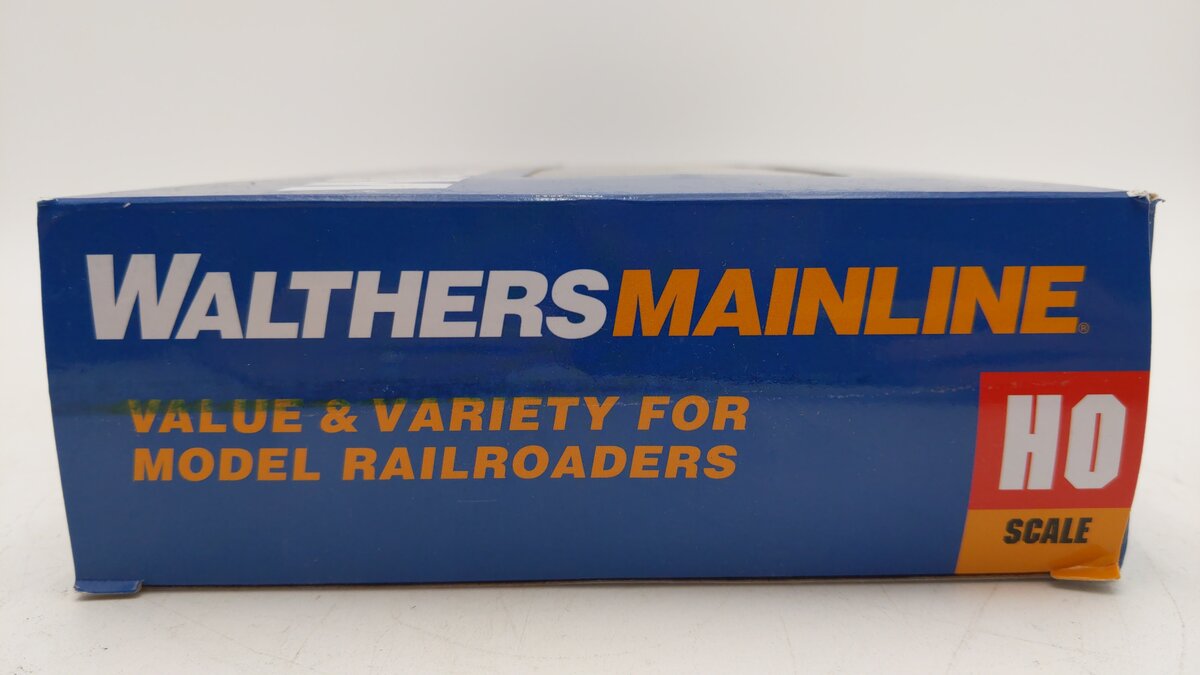 WALTHERSMAINLINE®
VALUE & VARIETY FOR
MODEL RAILROADERS
HO
SCALE